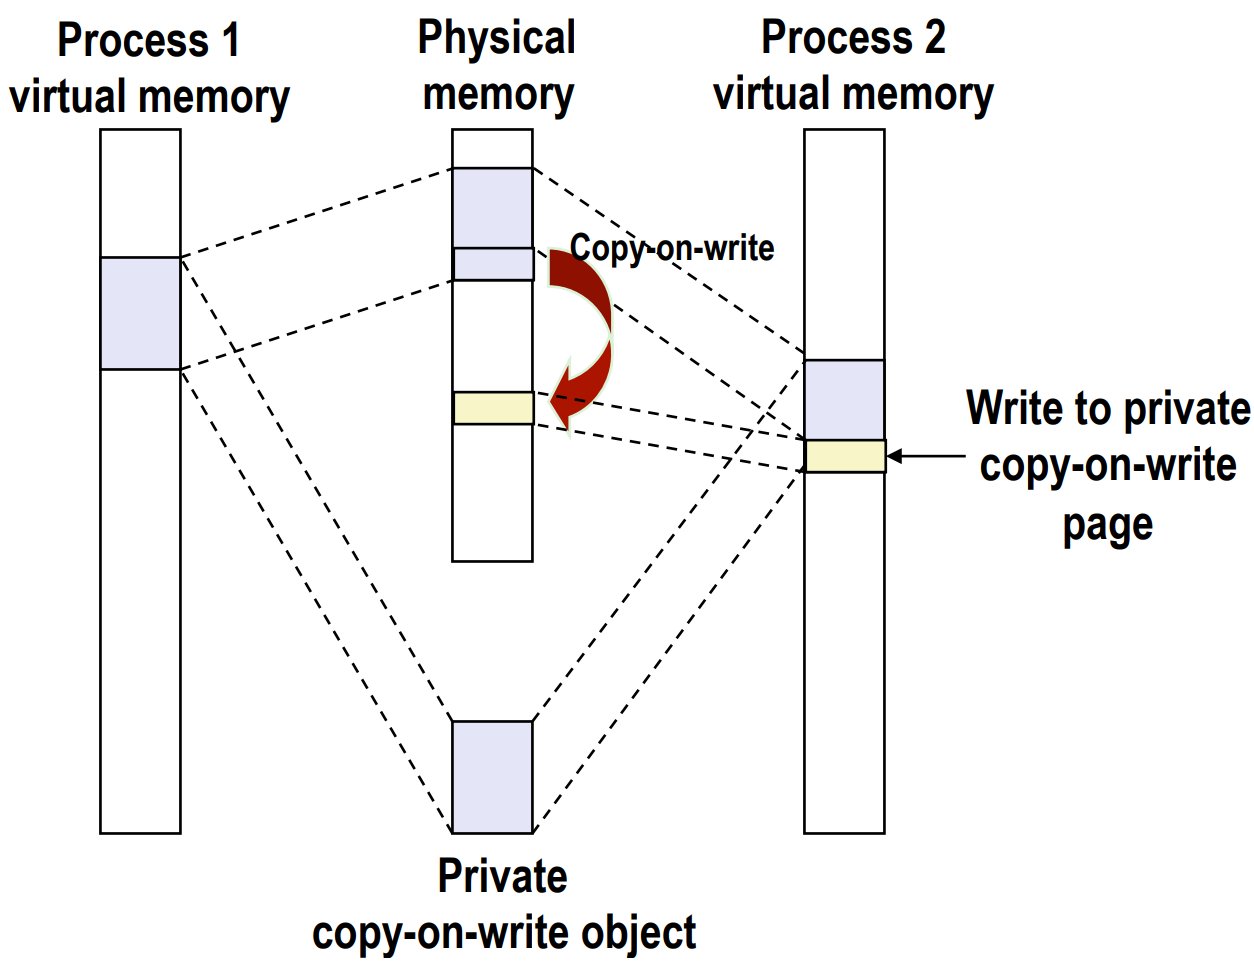 Process 1
virtual memory
Physical
memory
Process 2
virtual memory
Copy-on-write
Write to private
copy-on-write
page
Private
copy-on-write object